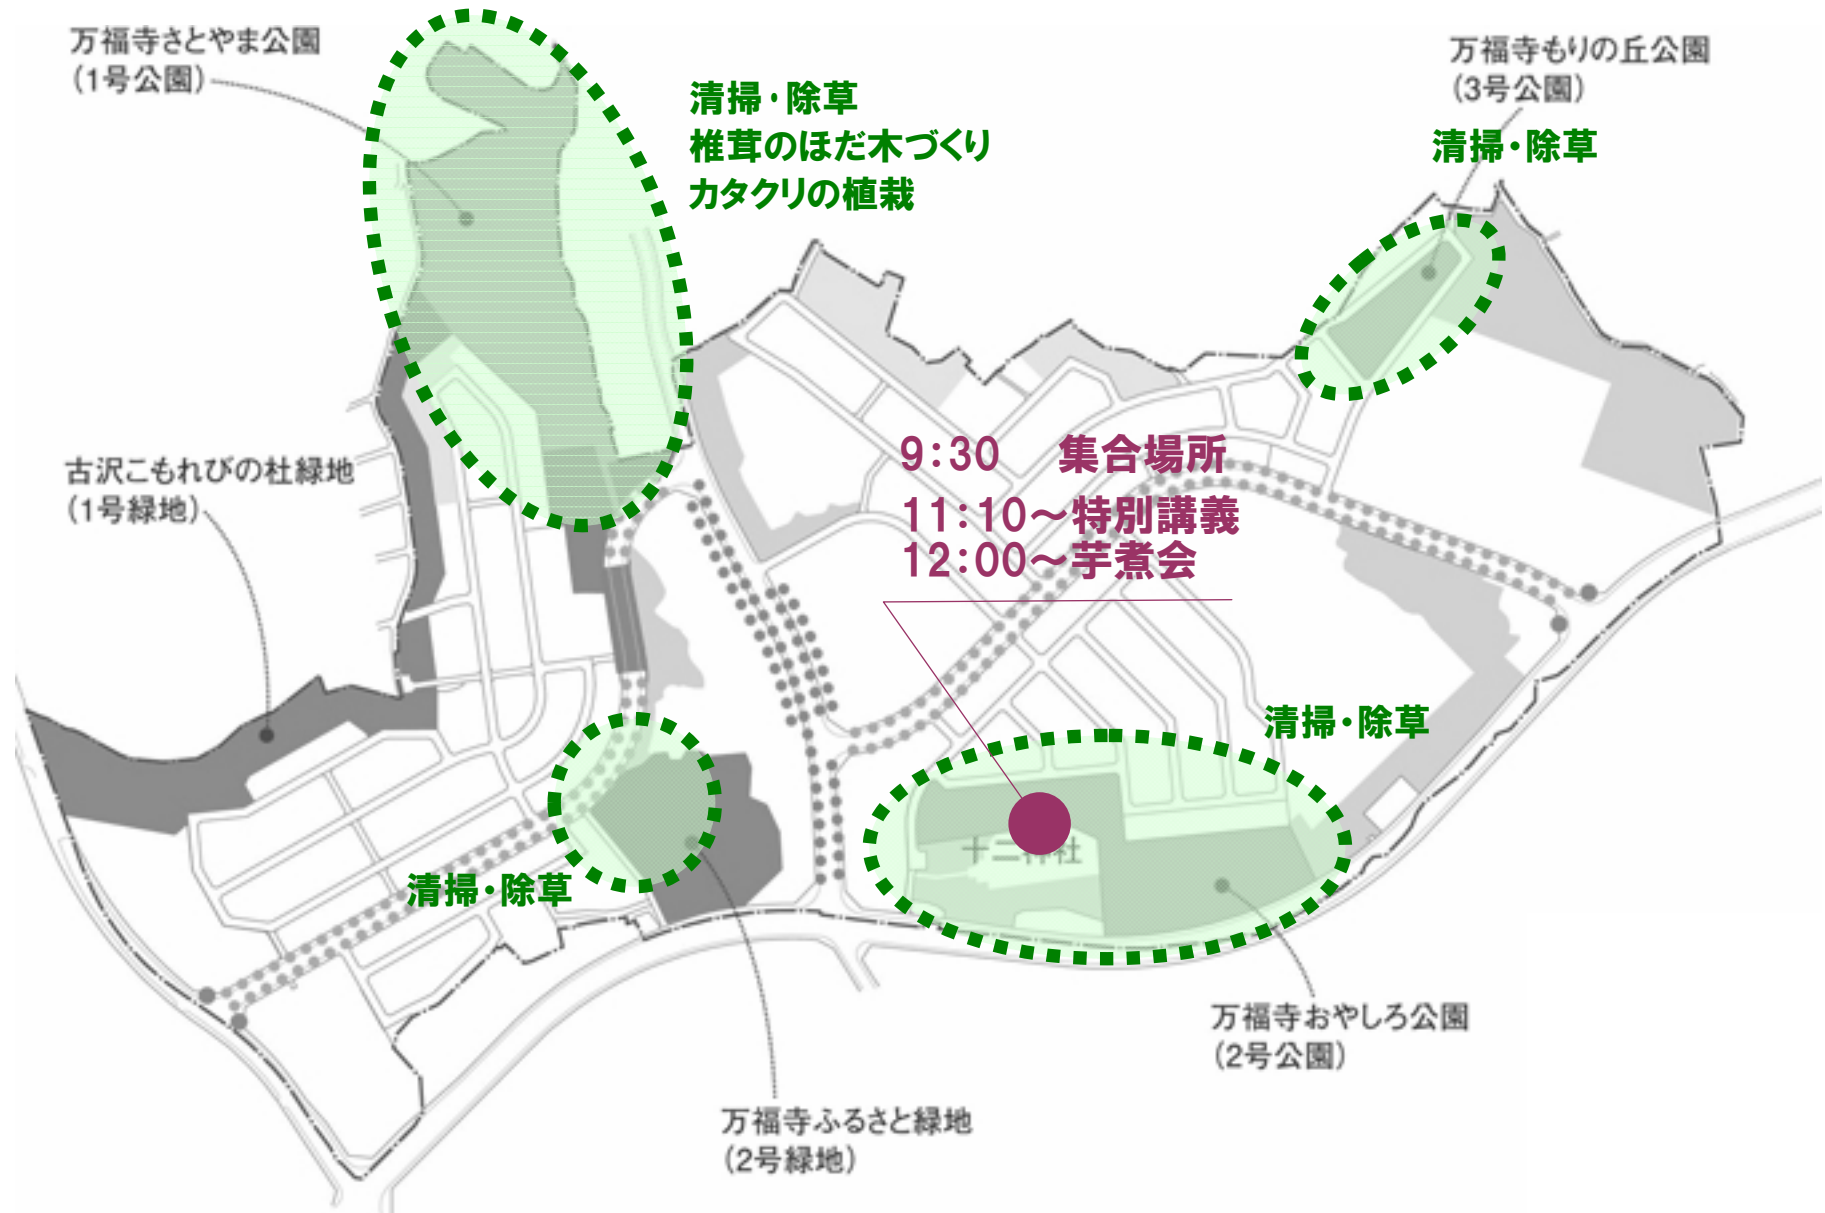 万福寺さとやま公園
(1号公園)
清掃・除草
椎茸のほだ木づくり
カタクリの植栽
万福寺もりの丘公園
(3号公園)
清掃・除草
9:30 集合場所
11:10～特別講義
12:00～芋煮会
古沢こもれびの杜緑地
(1号緑地)
清掃・除草
十二神社
清掃・除草
万福寺おやしろ公園
(2号公園)
万福寺ふるさと緑地
(2号緑地)